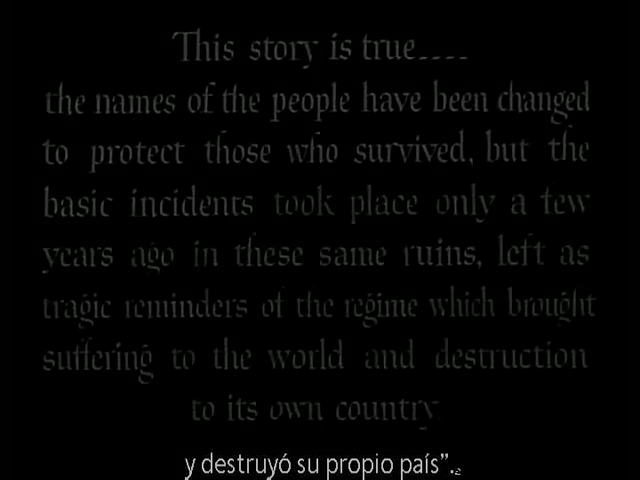 This story is true....
the names of the people have been changed
to protect those who survived, but the
basic incidents took place only a few
years ago in these same ruins, left as
tragic reminders of the regime which brought
suffering to the world and destruction
to its own country.
y destruyó su propio país”.